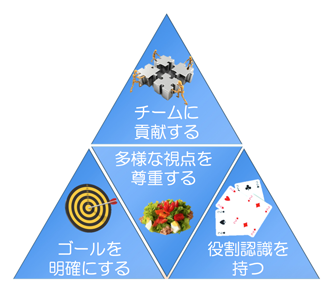 チームに
貢献する
多様な視点を
尊重する
ゴールを
明確にする
役割認識を
持つ